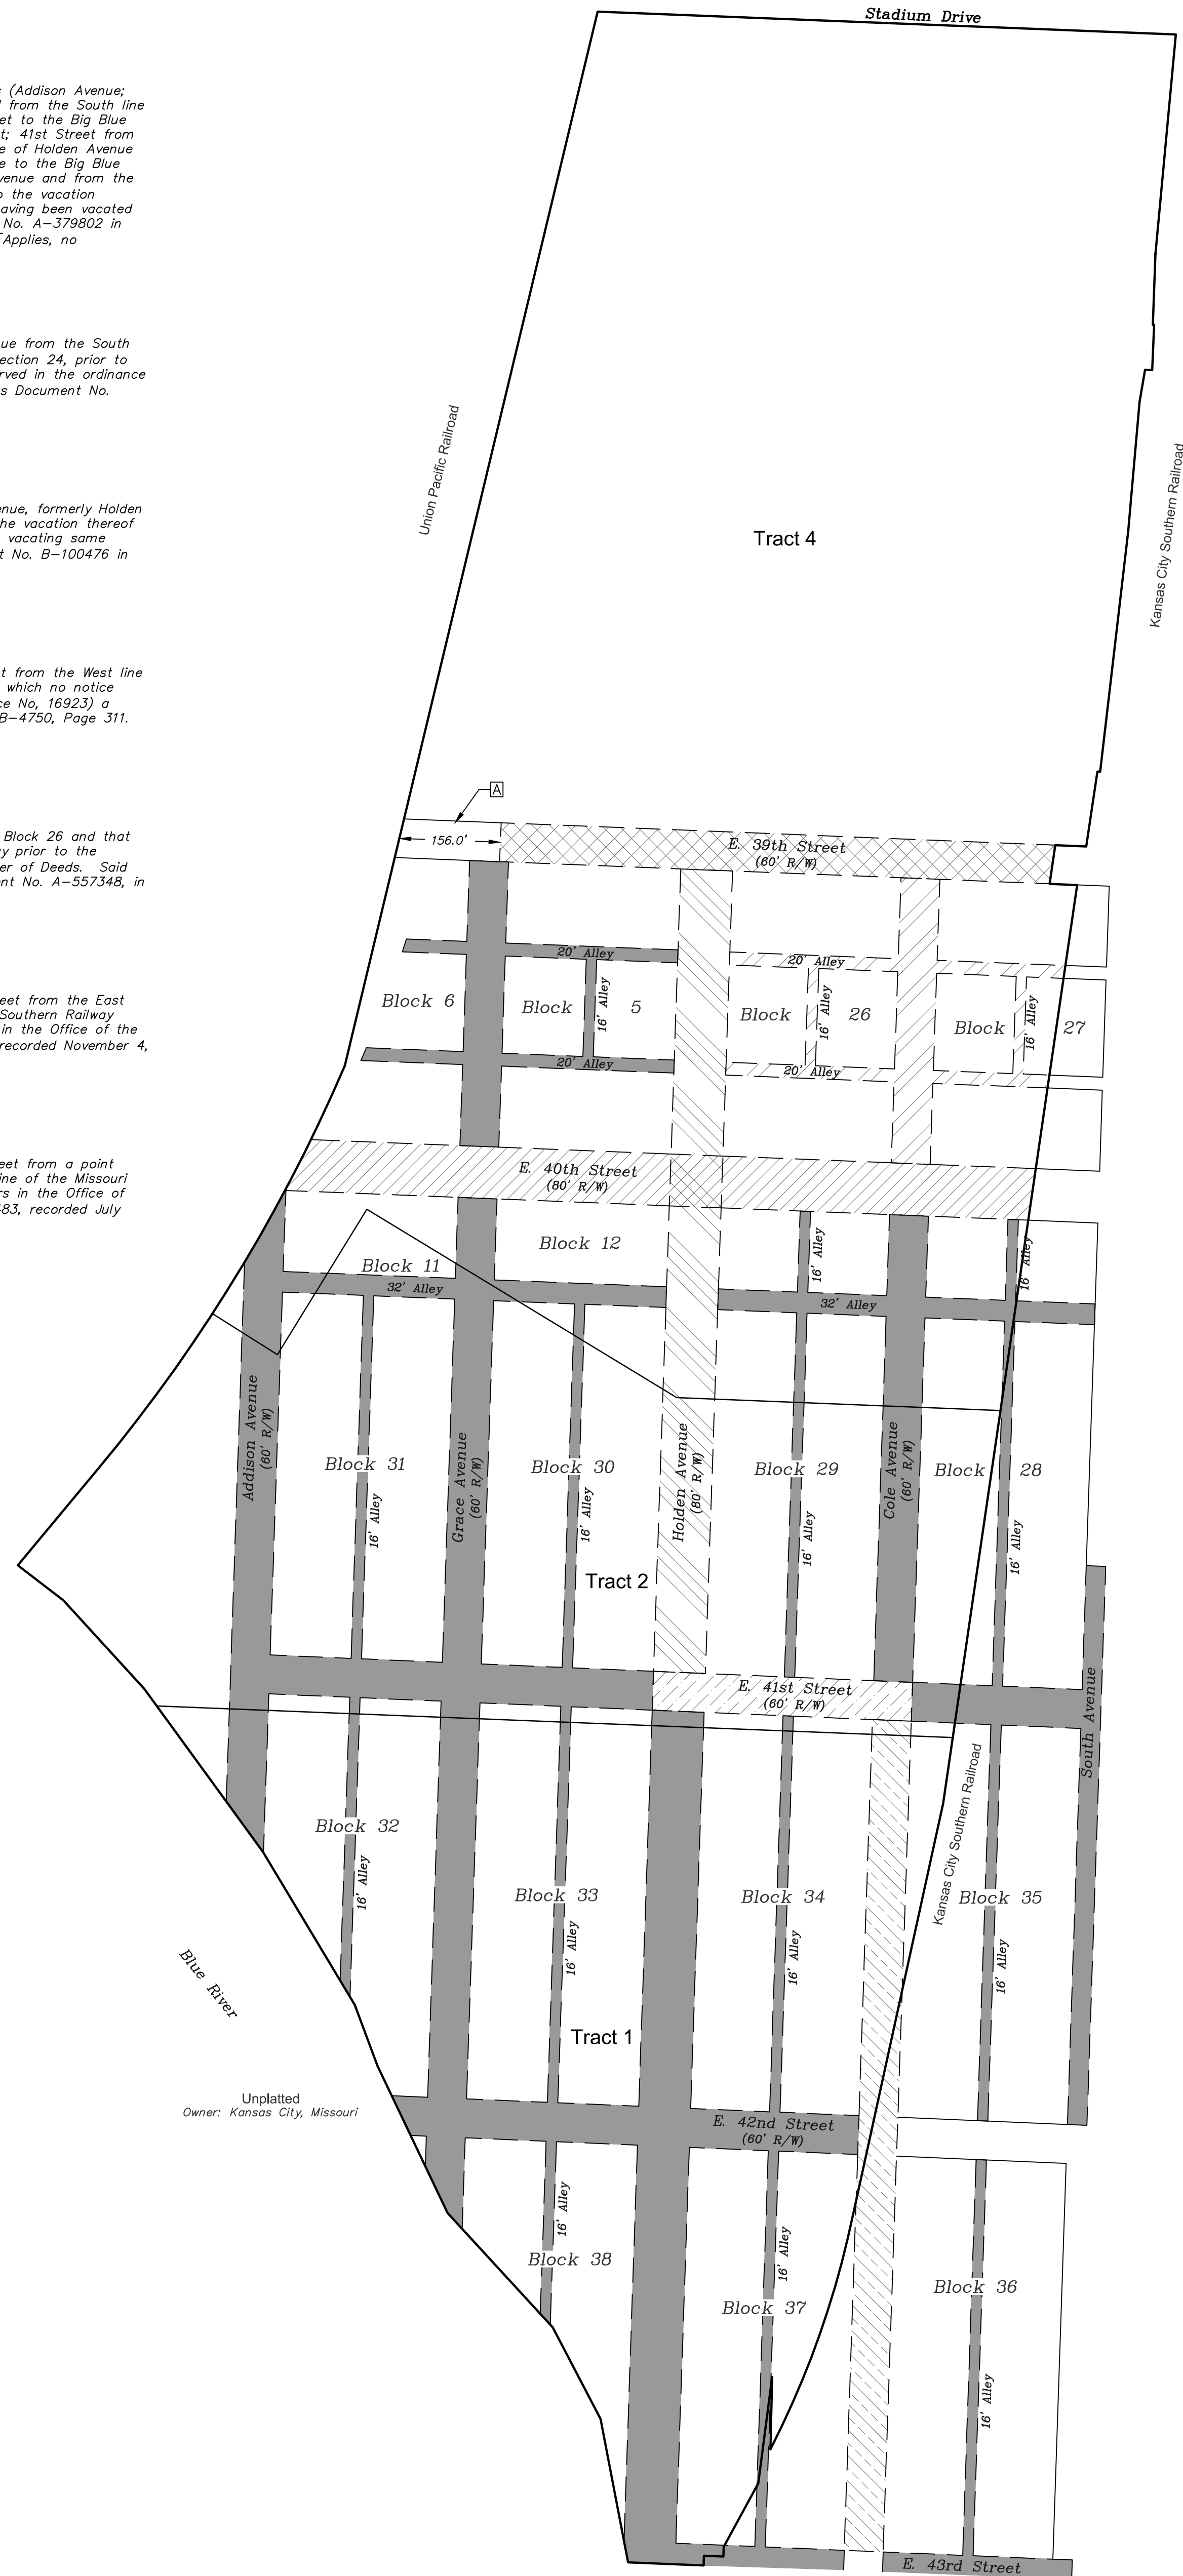 Stadium Drive
(Addison Avenue;
from the South line
et to the Big Blue
t; 41st Street from
e of Holden Avenue
e to the Big Blue
venue and from the
o the vacation
aving been vacated
No. A-379802 in
Applies, no
ue from the South
ection 24, prior to
rved in the ordinance
s Document No.
Union Pacific Railroad
Kansas City Southern Railroad
enue, formerly Holden
he vacation thereof
vacating same
t No. B-100476 in
Tract 4
t from the West line
which no notice
ce No, 16923) a
B-4750, Page 311.
A
156.0'
E. 39th Street
(60' R/W)
Block 26 and that
y prior to the
er of Deeds. Said
ent No. A-557348, in
20' Alley
20' Alley
Block 6
Block 5
16' Alley
Block 26
16' Alley
Block 27
16' Alley
20' Alley
20' Alley
eet from the East
Southern Railway
in the Office of the
recorded November 4,
eet from a point
ine of the Missouri
rs in the Office of
483, recorded July
E. 40th Street
(80' R/W)
Block 12
16' Alley
16' Alley
Block 11
32' Alley
32' Alley
Addison Avenue
(60' R/W)
Block 31
16' Alley
Grace Avenue
(60' R/W)
Block 30
16' Alley
Holden Avenue
(80' R/W)
Block 29
16' Alley
Cole Avenue
(60' R/W)
Block 28
16' Alley
Tract 2
E. 41st Street
(60' R/W)
South Avenue
Kansas City Southern Railroad
Block 32
16' Alley
Block 33
16' Alley
Block 34
16' Alley
Block 35
16' Alley
Blue River
Tract 1
Unplatted
Owner: Kansas City, Missouri
E. 42nd Street
(60' R/W)
16' Alley
Block 38
16' Alley
Block 37
Block 36
16' Alley
E. 43rd Street